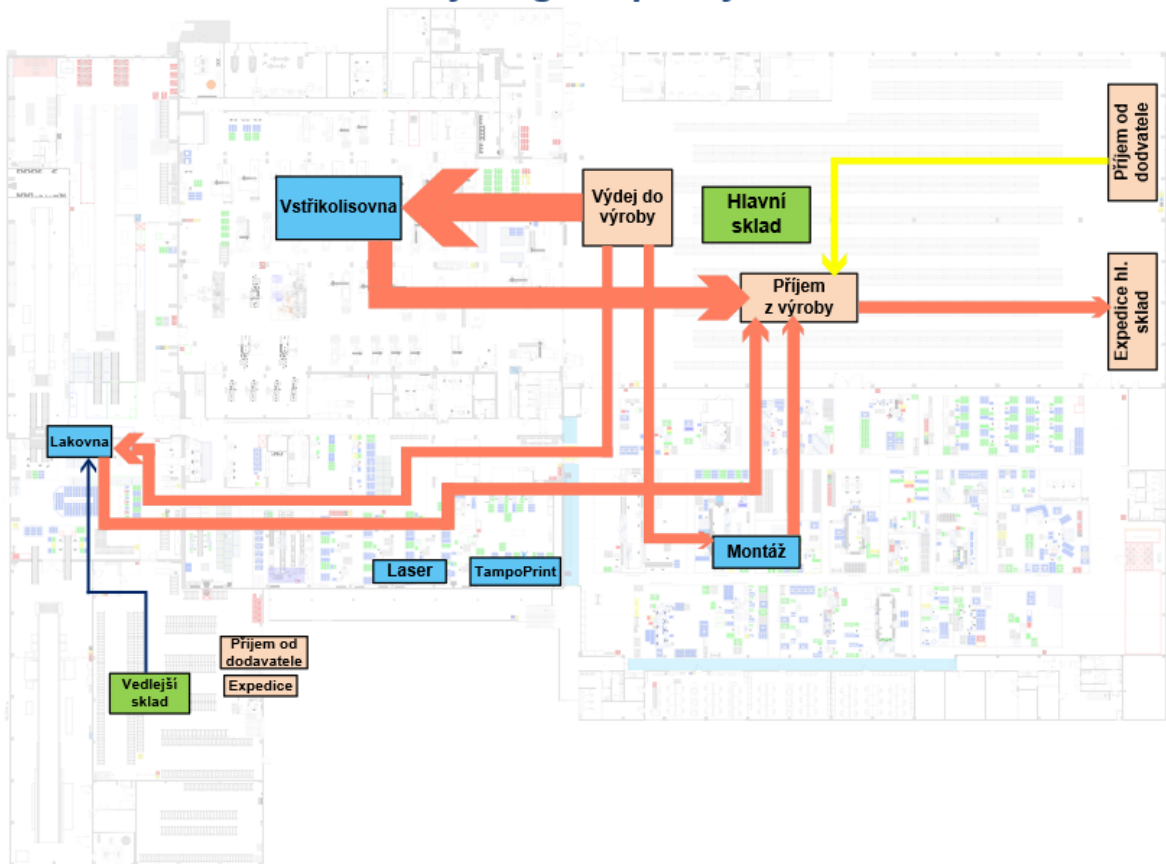 Příjem od
dodvatele
Vstřikolisovna
Výdej do
výroby
Hlavní
sklad
Příjem
z výroby
Expedice hl.
sklad
Lakovna
Montáž
Laser
TampoPrint
Příjem od
dodavatele
Expedice
Vedlejší
sklad